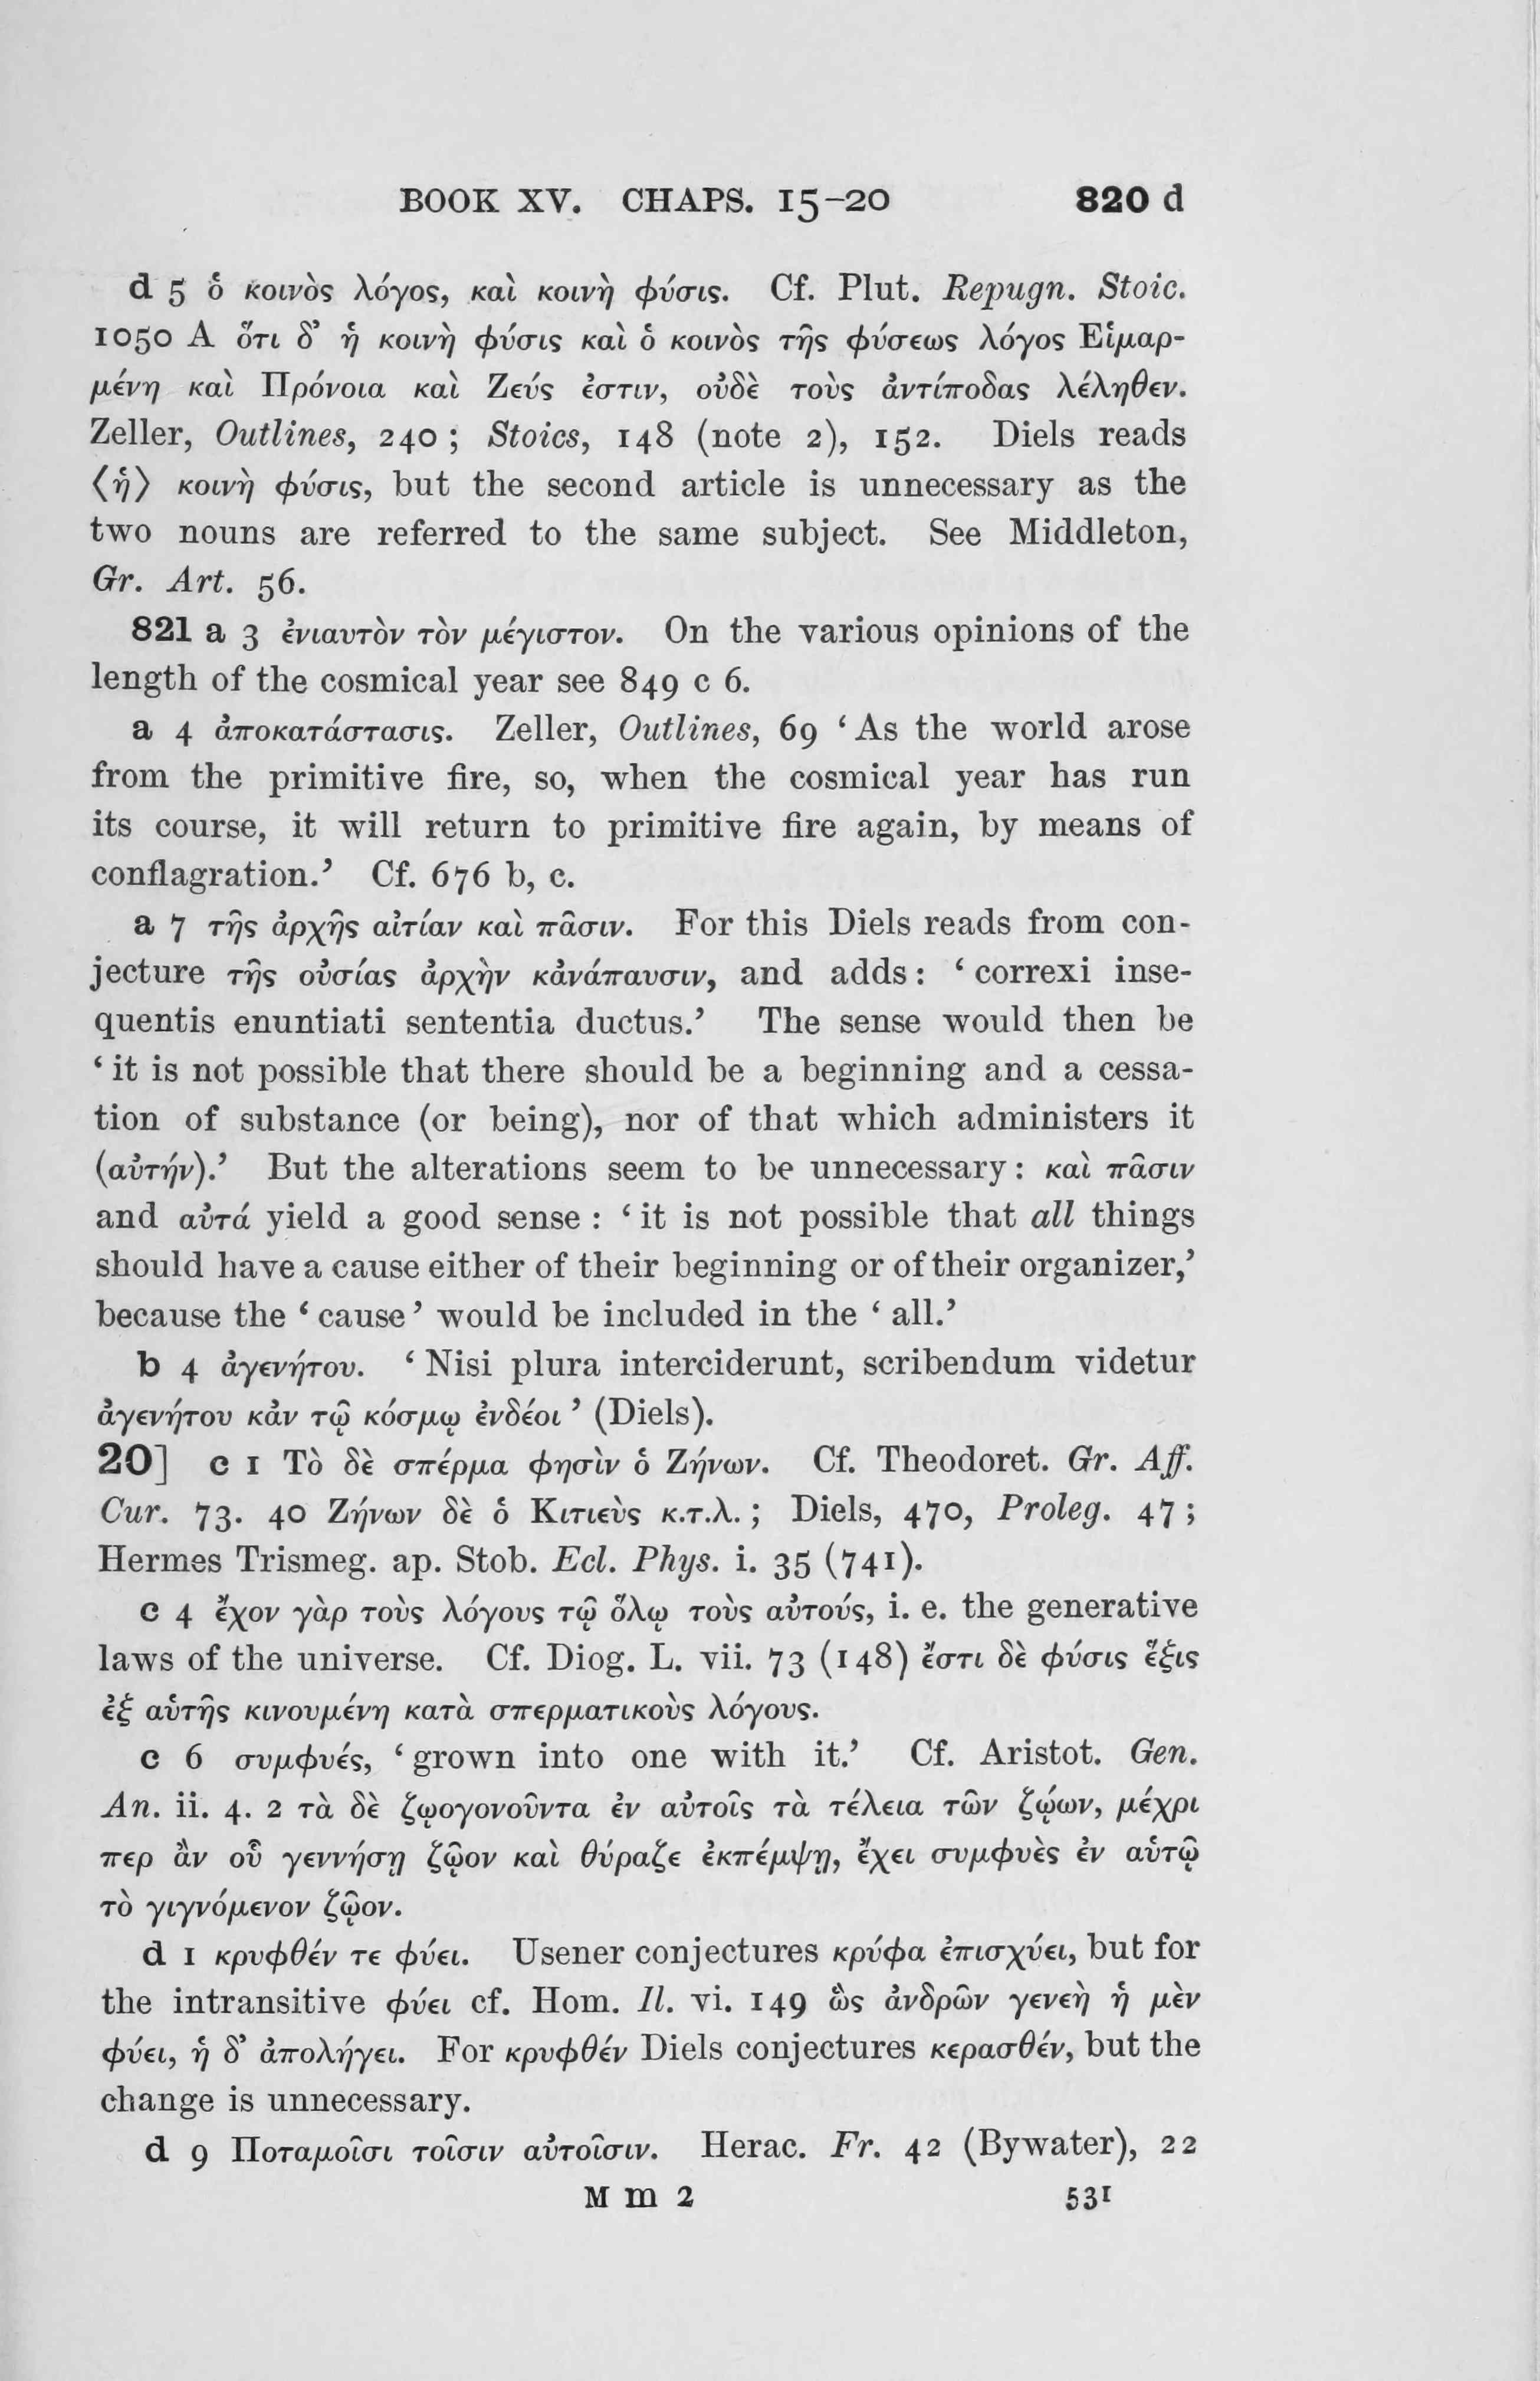 BOOK XV. CHAPS. 15-20 820 d
d 5 ὁ κοινὸς λόγος, καὶ κοινὴ φύσις. Cf. Plut. Repugn. Stoic.
1050 A ὅτι δ’ ἡ κοινὴ φύσις καὶ ὁ κοινὸς τῆς φύσεως λόγος Εἱμαρ-
μένη καὶ Πρόνοια καὶ Ζεύς ἐστιν, οὐδὲ τοὺς ἀντίποδας λέληθεν.
Zeller, Outlines, 240 ; Stoics, 148 (note 2), 152. Diels reads
⟨ἡ⟩ κοινὴ φύσις, but the second article is unnecessary as the
two nouns are referred to the same subject. See Middleton,
Gr. Art. 56.
821 a 3 ἐνιαυτὸν τὸν μέγιστον. On the various opinions of the
length of the cosmical year see 849 c 6.
a 4 ἀποκατάστασις. Zeller, Outlines, 69 ‘ As the world arose
from the primitive fire, so, when the cosmical year has run
its course, it will return to primitive fire again, by means of
conflagration.’ Cf. 676 b, c.
a 7 τῆς ἀρχῆς αἰτίαν καὶ πᾶσιν. For this Diels reads from con-
jecture τῆς οὐσίας ἀρχὴν κἀνάπαυσιν, and adds : ‘ correxi inse-
quentis enuntiati sententia ductus.’ The sense would then be
‘ it is not possible that there should be a beginning and a cessa-
tion of substance (or being), nor of that which administers it
(αὐτήν).’ But the alterations seem to be unnecessary : καὶ πᾶσιν
and αὐτά yield a good sense : ‘ it is not possible that all things
should have a cause either of their beginning or of their organizer,’
because the ‘ cause ’ would be included in the ‘ all.’
b 4 ἀγενήτου. ‘ Nisi plura interciderunt, scribendum videtur
ἀγενήτου κἀν τῷ κόσμῳ ἐνδέοι ’ (Diels).
20] c 1 Τὸ δὲ σπέρμα φησὶν ὁ Ζήνων. Cf. Theodoret. Gr. Aff.
Cur. 73. 40 Ζήνων δὲ ὁ Κιτιεὺς κ.τ.λ. ; Diels, 470, Proleg. 47 ;
Hermes Trismeg. ap. Stob. Ecl. Phys. i. 35 (741).
c 4 ἔχον γὰρ τοὺς λόγους τῷ ὅλῳ τοὺς αὐτούς, i. e. the generative
laws of the universe. Cf. Diog. L. vii. 73 (148) ἔστι δὲ φύσις ἕξις
ἐξ αὑτῆς κινουμένη κατὰ σπερματικοὺς λόγους.
c 6 συμφυές, ‘ grown into one with it.’ Cf. Aristot. Gen.
An. ii. 4. 2 τὰ δὲ ζῳογονοῦντα ἐν αὑτοῖς τὰ τέλεια τῶν ζῴων, μέχρι
περ ἂν οὗ γεννήσῃ ζῷον καὶ θύραζε ἐκπέμψῃ, ἔχει συμφυὲς ἐν αὑτῷ
τὸ γιγνόμενον ζῷον.
d 1 κρυφθέν τε φύει. Usener conjectures κρύφα ἐπισχύει, but for
the intransitive φύει cf. Hom. Il. vi. 149 ὣς ἀνδρῶν γενεὴ ἡ μὲν
φύει, ἡ δ’ ἀπολήγει. For κρυφθέν Diels conjectures κερασθέν, but the
change is unnecessary.
d 9 Ποταμοῖσι τοῖσιν αὐτοῖσιν. Herac. Fr. 42 (Bywater), 22
M m 2 531